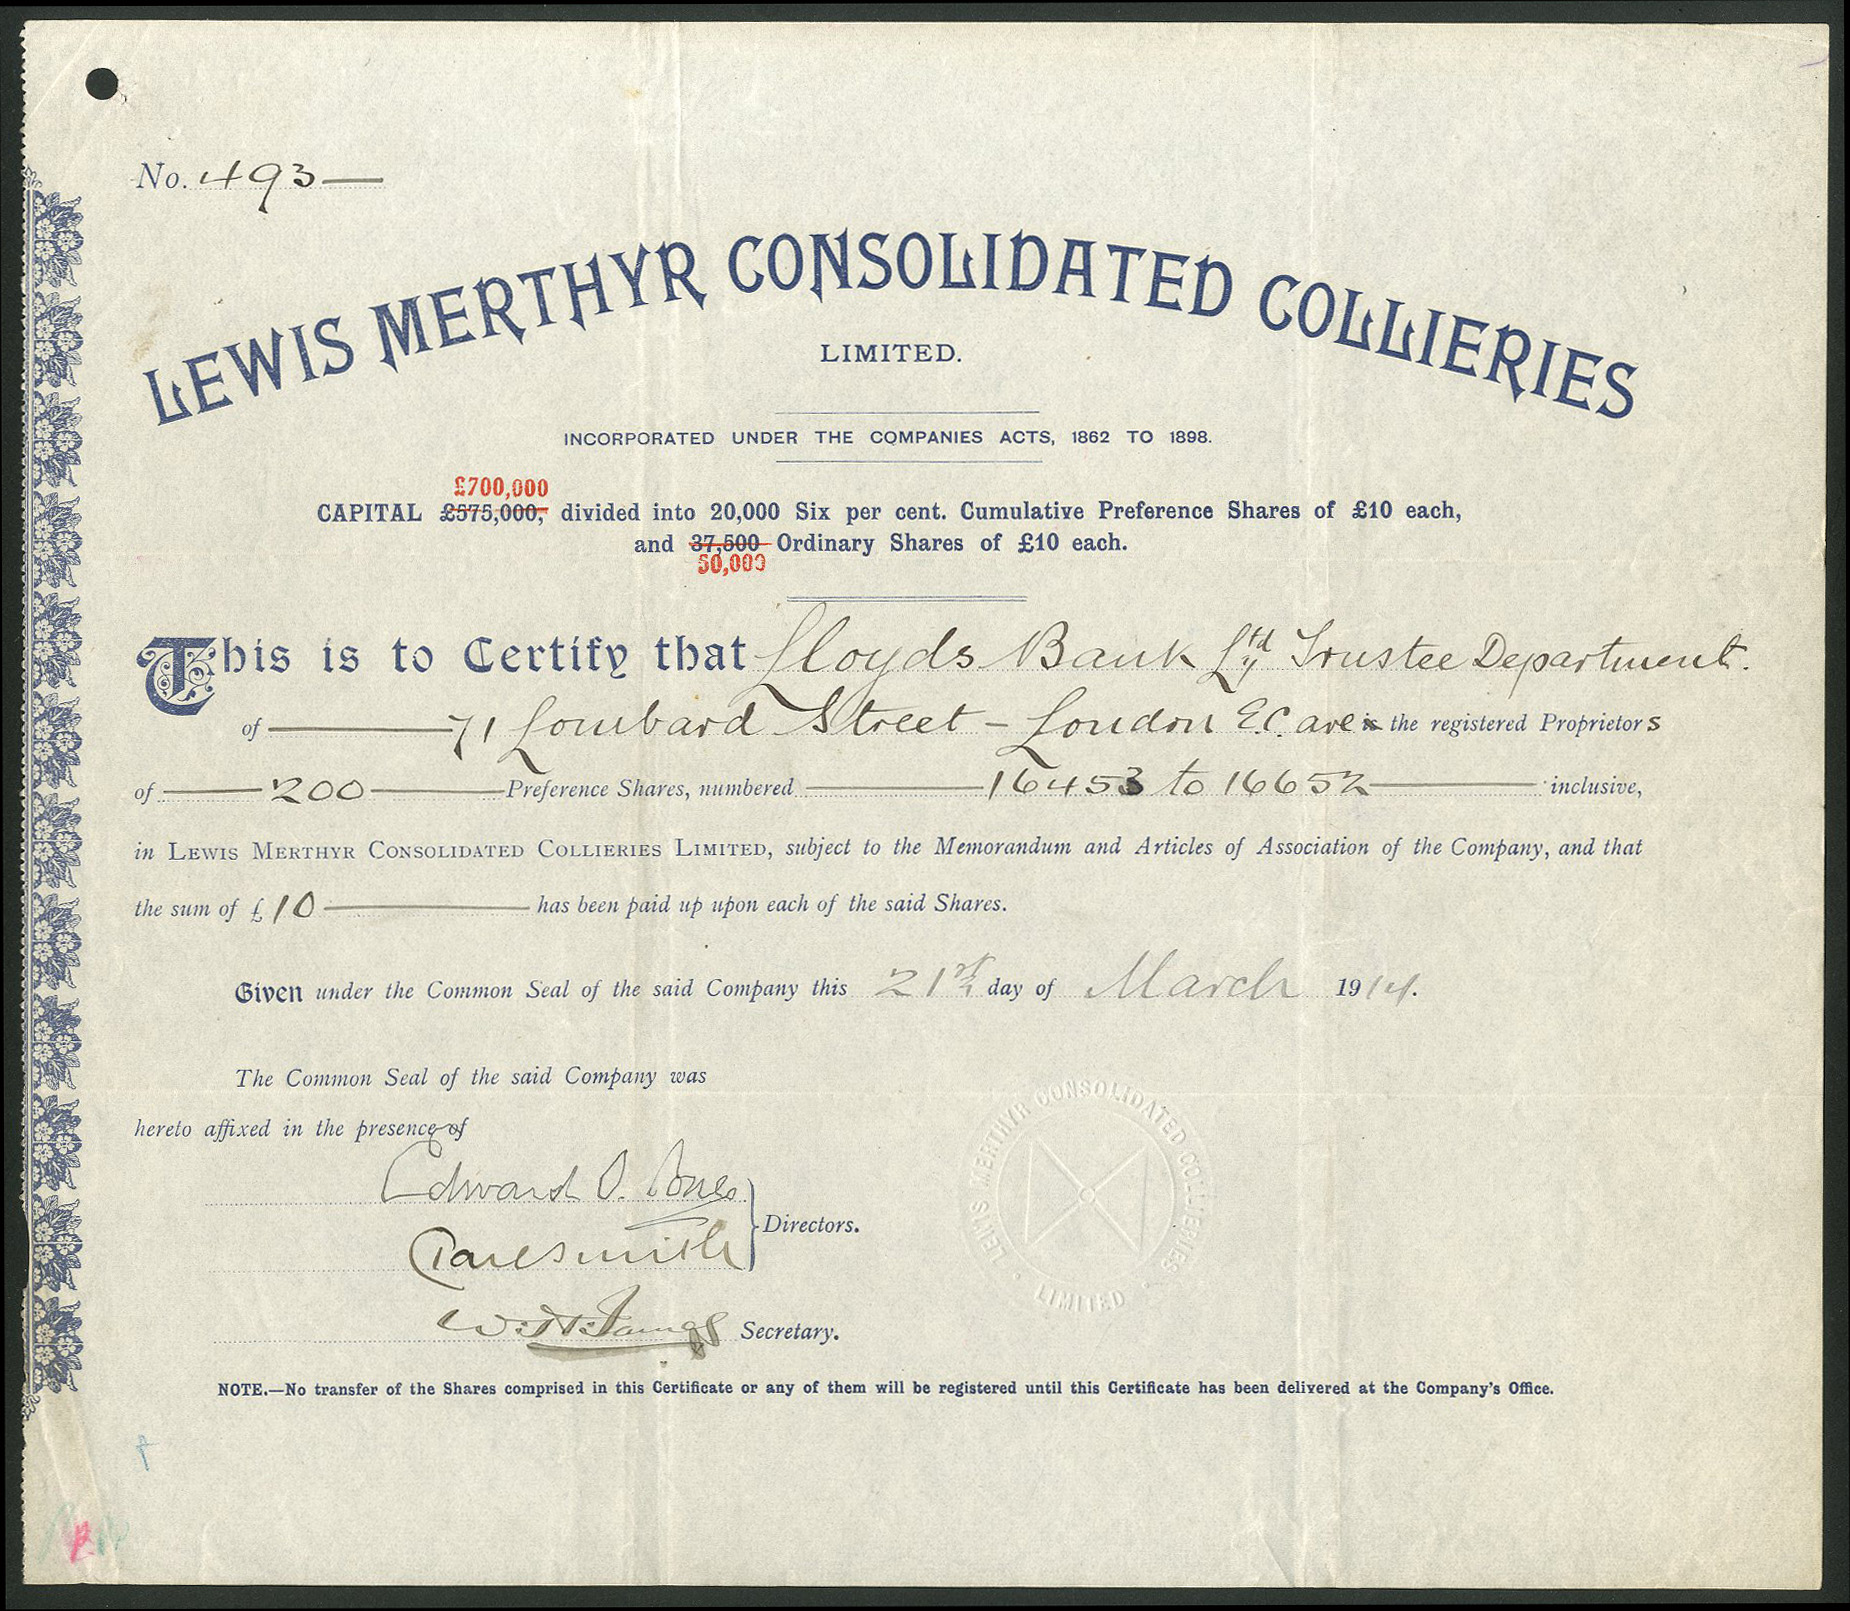 No. 493
LEWIS MERTHYR CONSOLIDATED COLLIERIES
LIMITED.
INCORPORATED UNDER THE COMPANIES ACTS, 1862 TO 1898.
£700,000
CAPITAL £575,000, divided into 20,000 Six per cent. Cumulative Preference Shares of £10 each,
and 37,500 Ordinary Shares of £10 each.
50,000
This is to Certify that Lloyds Bank Ltd Trustee Department.
of 71 Lombard Street - London E.C. are is the registered Proprietors
of 200 Preference Shares, numbered 16453 to 16652 inclusive,
in LEWIS MERTHYR CONSOLIDATED COLLIERIES LIMITED, subject to the Memorandum and Articles of Association of the Company, and that
the sum of £10 has been paid up upon each of the said Shares.
Given under the Common Seal of the said Company this 21st day of March 1914.
The Common Seal of the said Company was
hereto affixed in the presence of
LEWIS MERTHYR CONSOLIDATED COLLIERIES
LIMITED
Edward O. Jones
Directors.
W. H. James Secretary.
NOTE.—No transfer of the Shares comprised in this Certificate or any of them will be registered until this Certificate has been delivered at the Company's Office.